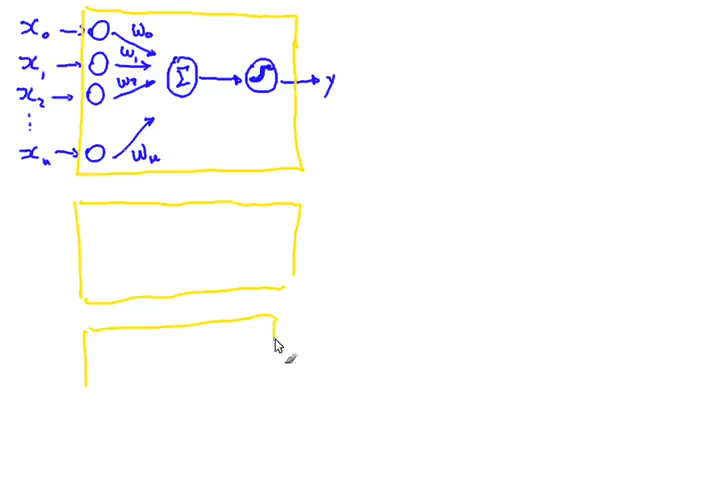 x₀ w₀
x₁ w₁ Σ y
x₂ w₂
⋮
xₙ wₙ